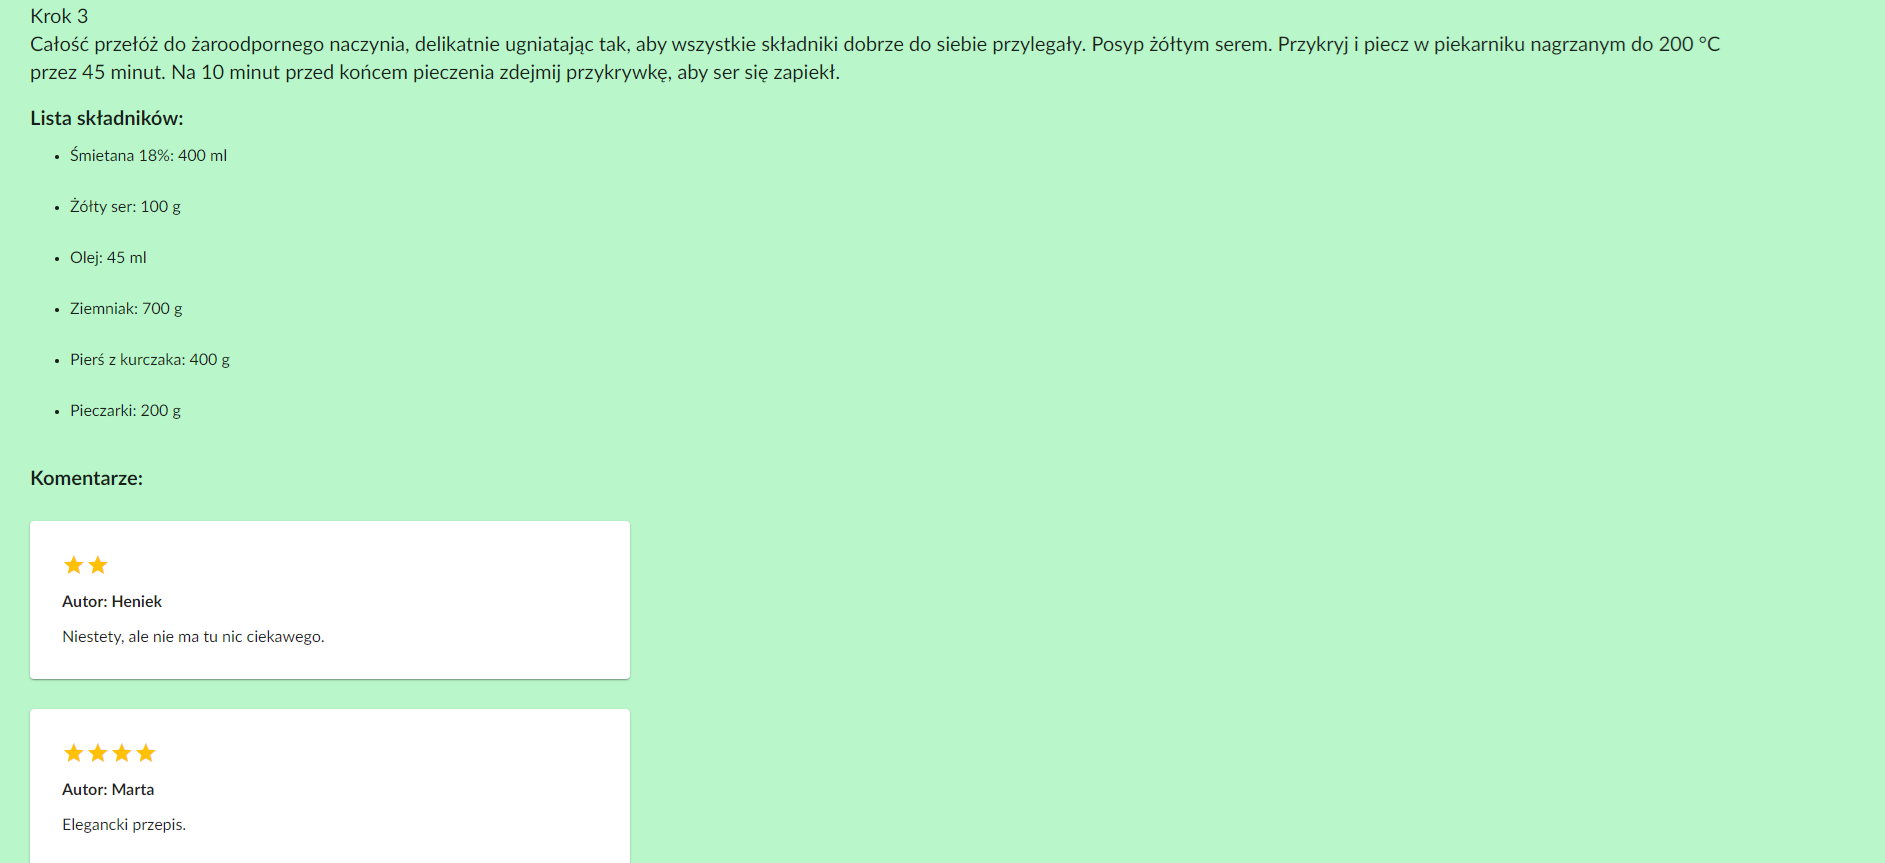 Krok 3
Całość przełóż do żaroodpornego naczynia, delikatnie ugniatając tak, aby wszystkie składniki dobrze do siebie przylegały. Posyp żółtym serem. Przykryj i piecz w piekarniku nagrzanym do 200 °C
przez 45 minut. Na 10 minut przed końcem pieczenia zdejmij przykrywkę, aby ser się zapiekł.
Lista składników:
• Śmietana 18%: 400 ml
• Żółty ser: 100 g
• Olej: 45 ml
• Ziemniak: 700 g
• Pierś z kurczaka: 400 g
• Pieczarki: 200 g
Komentarze:
Autor: Heniek
Niestety, ale nie ma tu nic ciekawego.
Autor: Marta
Elegancki przepis.